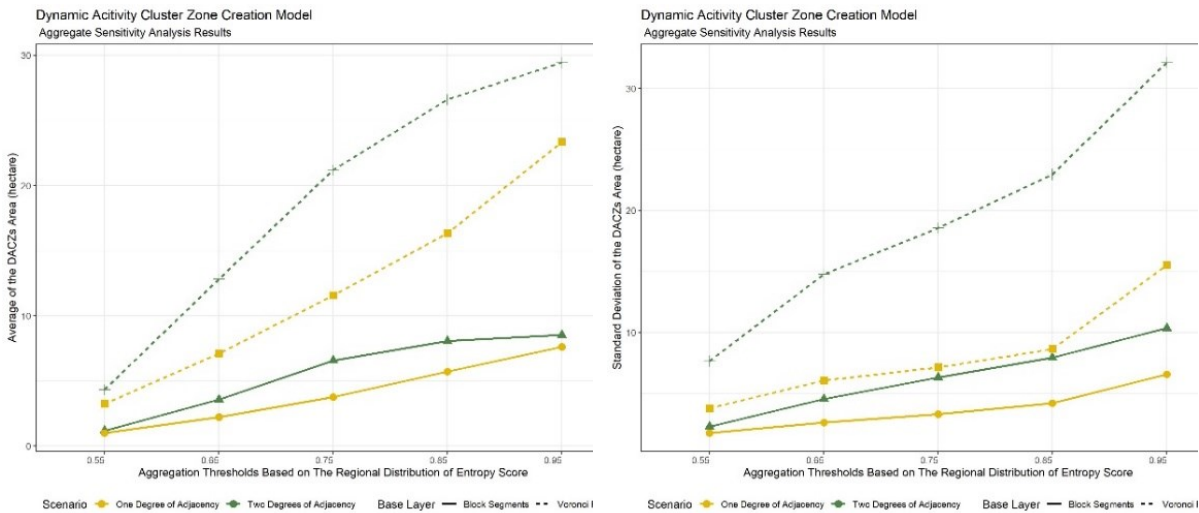 Dynamic Acitivity Cluster Zone Creation Model
Aggregate Sensitivity Analysis Results
Average of the DACZs Area (hectare)
30
20
10
0
0.55 0.65 0.75 0.85 0.95
Aggregation Thresholds Based on The Regional Distribution of Entropy Score
Scenario One Degree of Adjacency Two Degrees of Adjacency Base Layer Block Segments Voronoi
Dynamic Acitivity Cluster Zone Creation Model
Aggregate Sensitivity Analysis Results
Standard Deviation of the DACZs Area (hectare)
30
20
10
0.55 0.65 0.75 0.85 0.95
Aggregation Thresholds Based on The Regional Distribution of Entropy Score
Scenario One Degree of Adjacency Two Degrees of Adjacency Base Layer Block Segments Voronoi